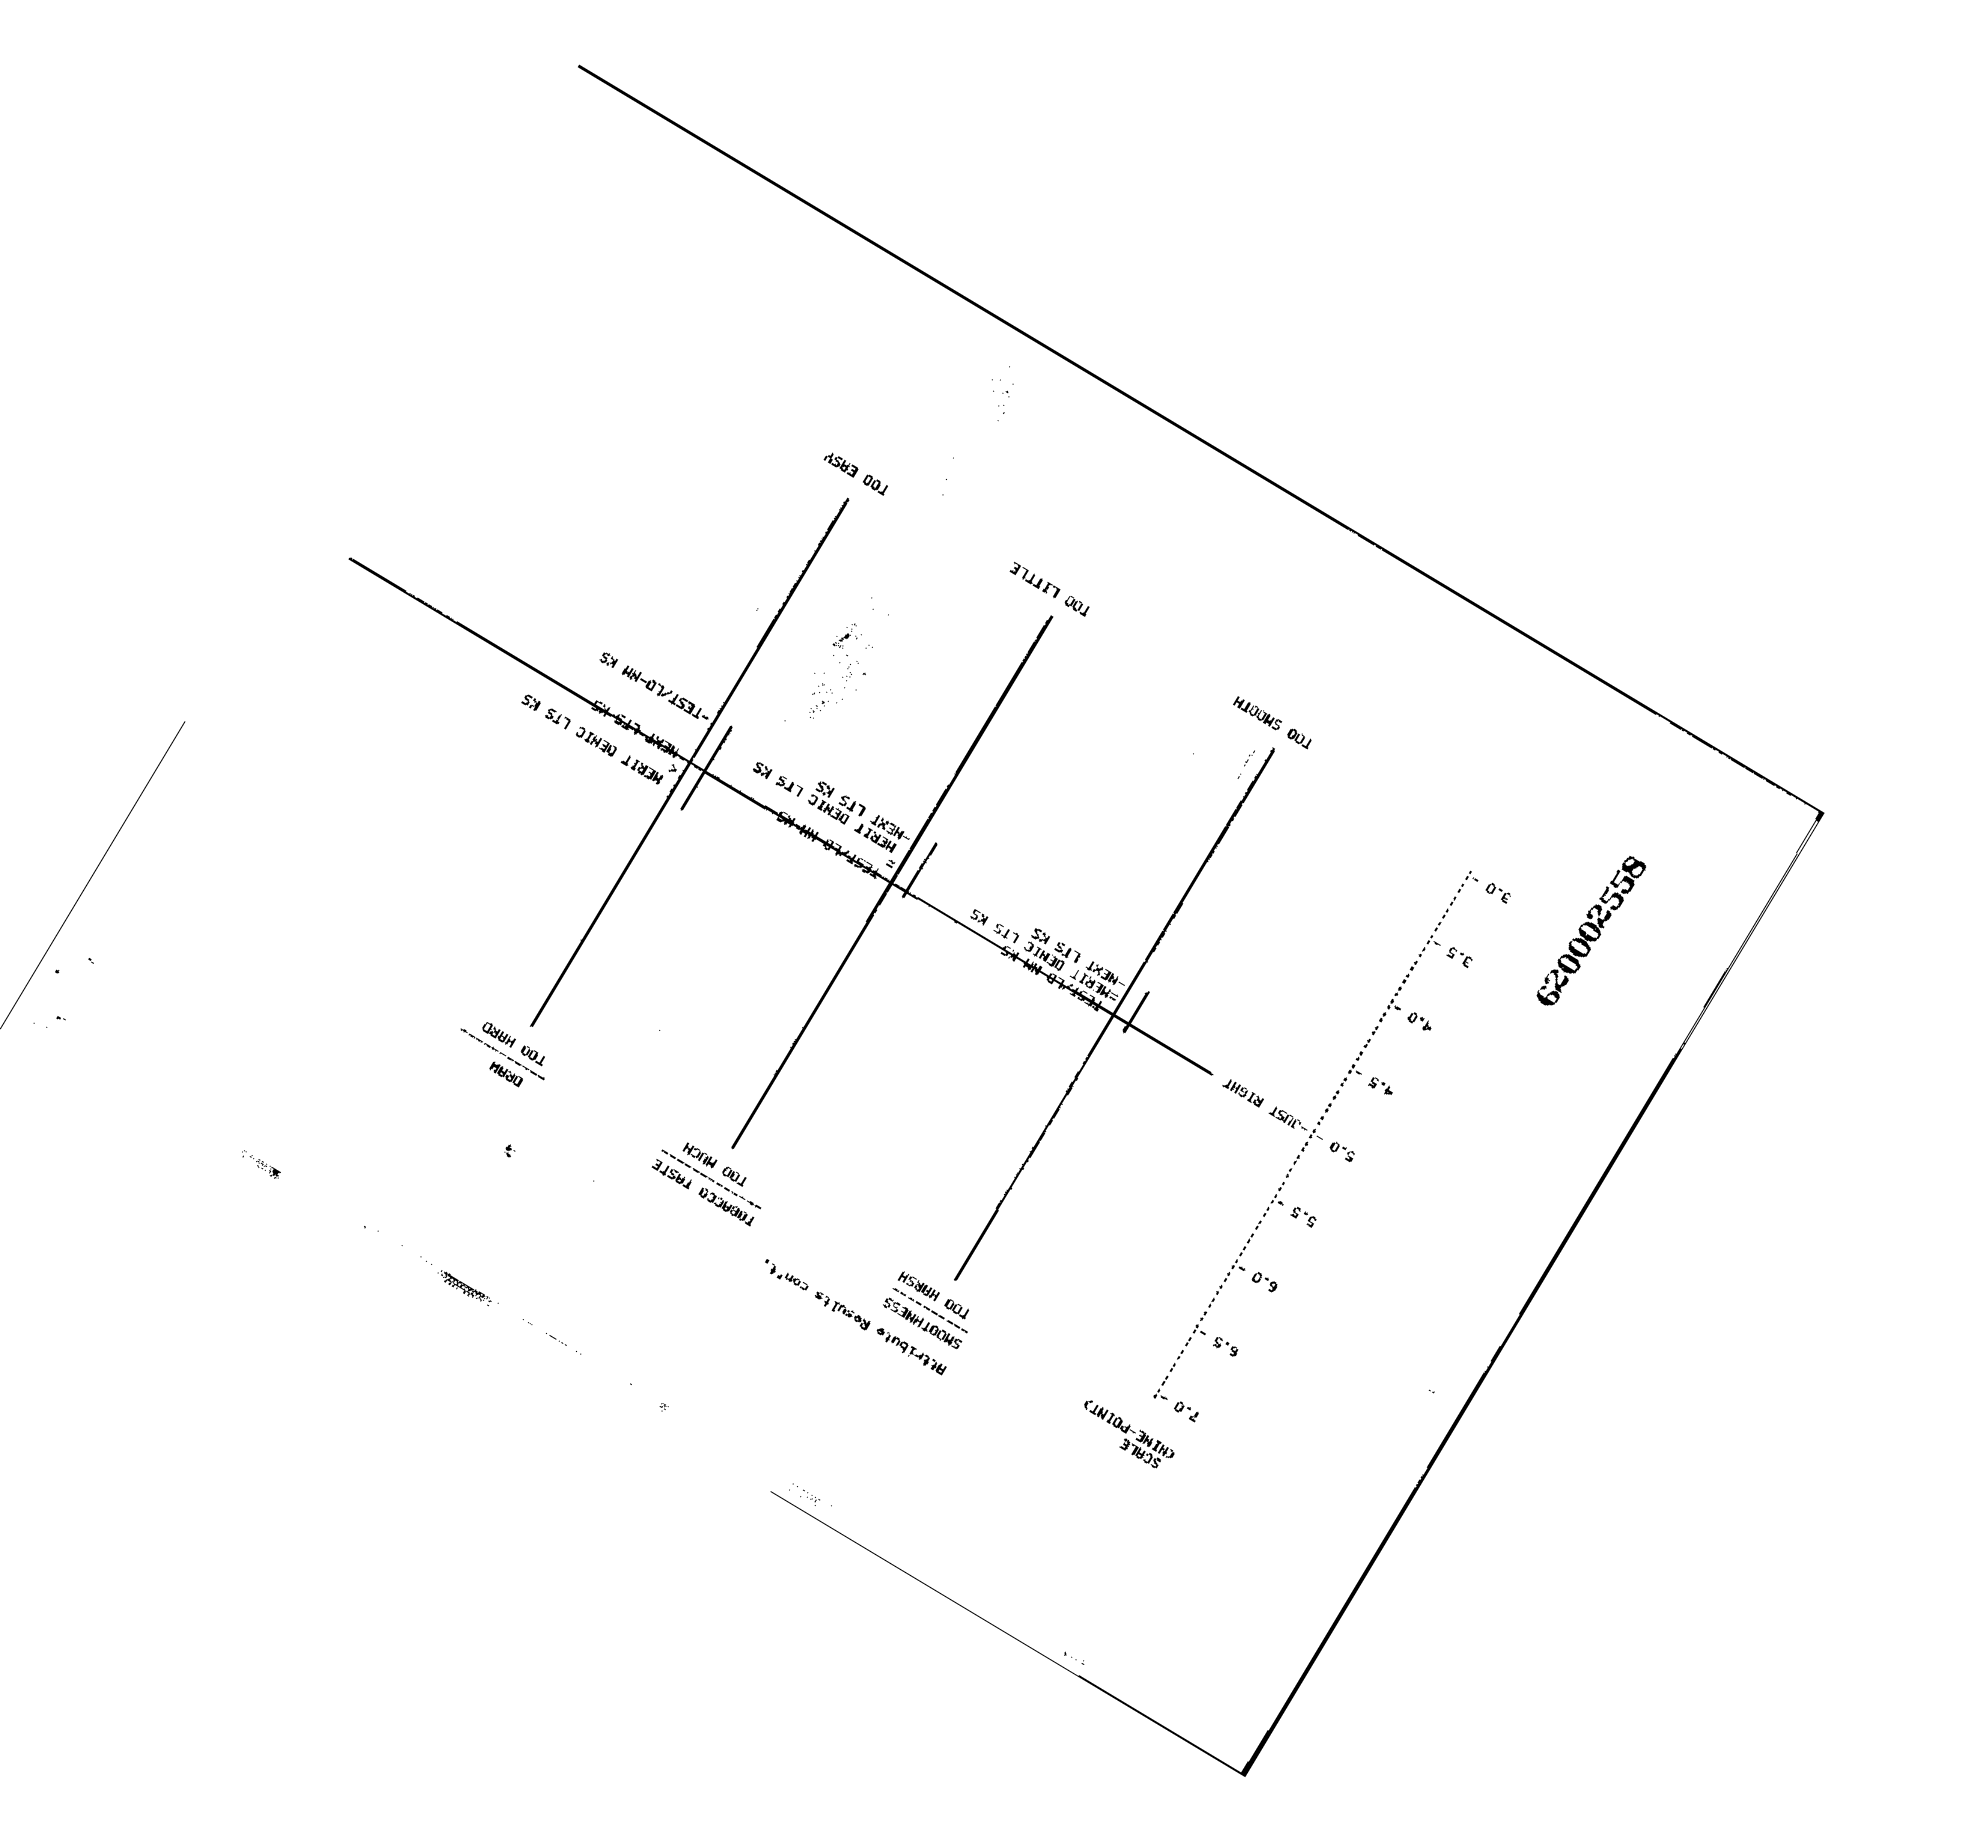 Attribute Results con't.
SCALE
(NINE-POINT)
SMOOTHNESS
TOBACCO TASTE
DRAW
TOO HARSH
TOO MUCH
TOO HARD
7.0
6.5
6.0
5.5
5.0
JUST RIGHT
4.5
4.0
3.5
3.0
TEST/LD NM KS
=MERIT DENIC LTS KS
-NEXT LTS KS
TEST/LD NM KS
MERIT DENIC LTS KS
-NEXT LTS KS
MERIT DENIC LTS KS
< NEXT LTS KS
-TEST/LD-NM KS
TOO SMOOTH
TOO LITTLE
TOO EASY
620002558